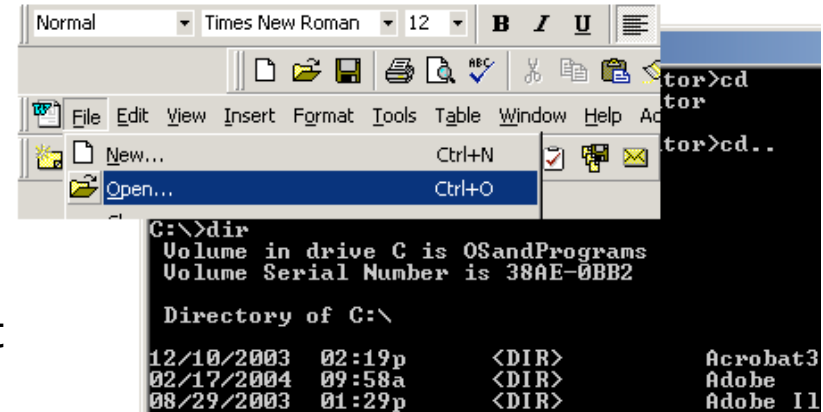 Normal Times New Roman 12 B I U
ABC
File Edit View Insert Format Tools Table Window Help
New... Ctrl+N
Open... Ctrl+O
tor>cd
tor
tor>cd..
C:\>dir
Volume in drive C is OSandPrograms
Volume Serial Number is 38AE-0BB2
Directory of C:\
12/10/2003 02:19p <DIR> Acrobat3
02/17/2004 09:58a <DIR> Adobe
08/29/2003 01:29p <DIR> Adobe Il